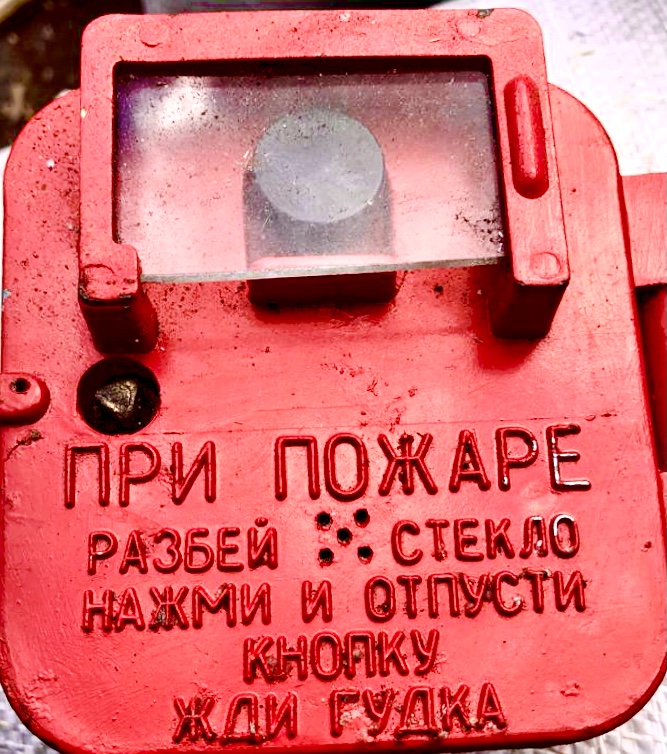 ПРИ ПОЖАРЕ
РАЗБЕЙ СТЕКЛО
НАЖМИ И ОТПУСТИ
КНОПКУ
ЖДИ ГУДКА